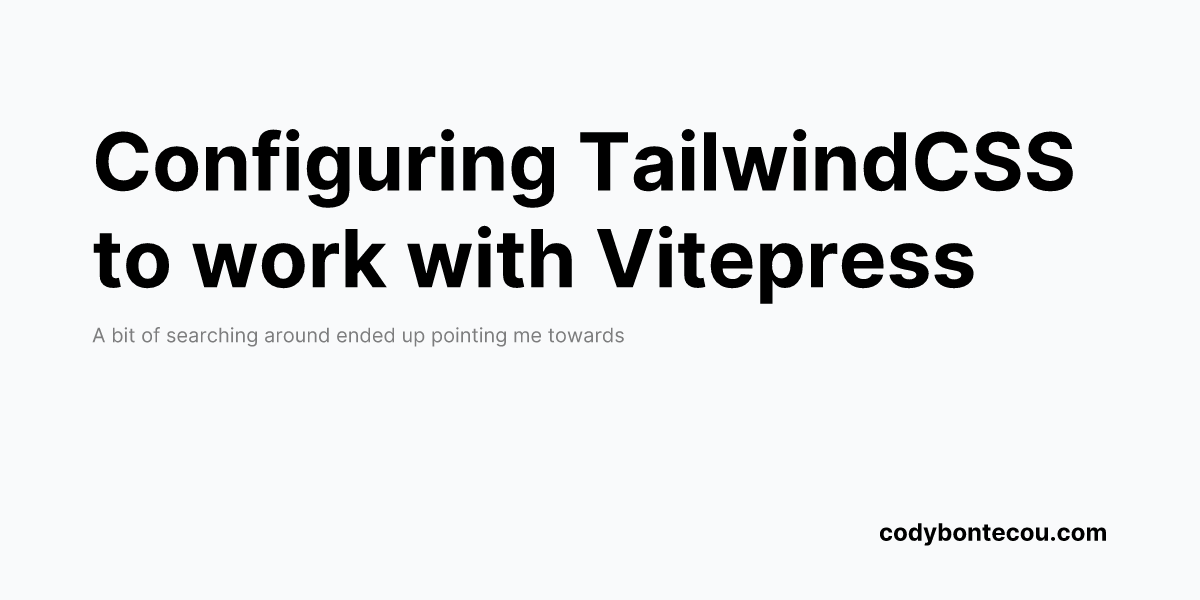 Configuring TailwindCSS
to work with Vitepress
A bit of searching around ended up pointing me towards
codybontecou.com